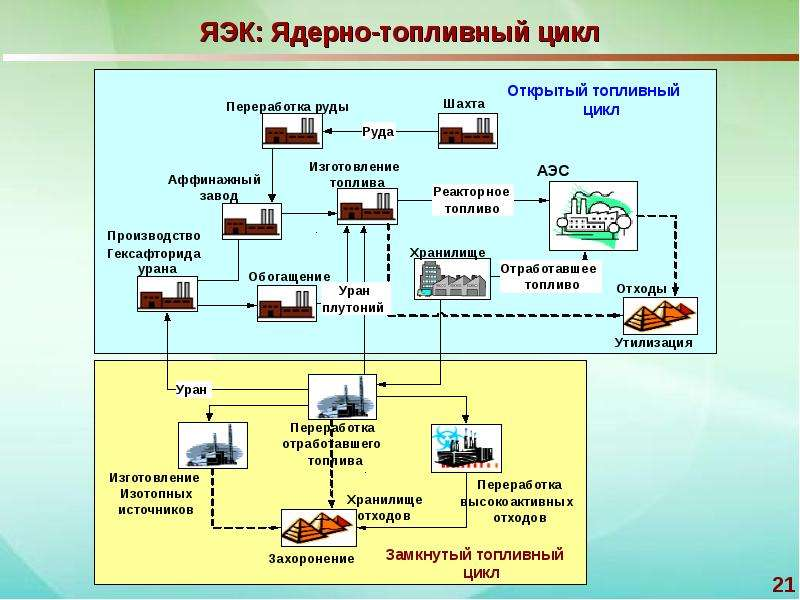 ЯЭК: Ядерно-топливный цикл
Открытый топливный
цикл
Шахта
Переработка руды
Руда
Изготовление
топлива
АЭС
Аффинажный
завод
Реакторное
топливо
Производство
Гексафторида
урана
Хранилище
Обогащение
Отработавшее
топливо
Уран
плутоний
Отходы
Утилизация
Уран
Переработка
отработавшего
топлива
Изготовление
Изотопных
источников
Переработка
высокоактивных
отходов
Хранилище
отходов
Захоронение
Замкнутый топливный
цикл
21